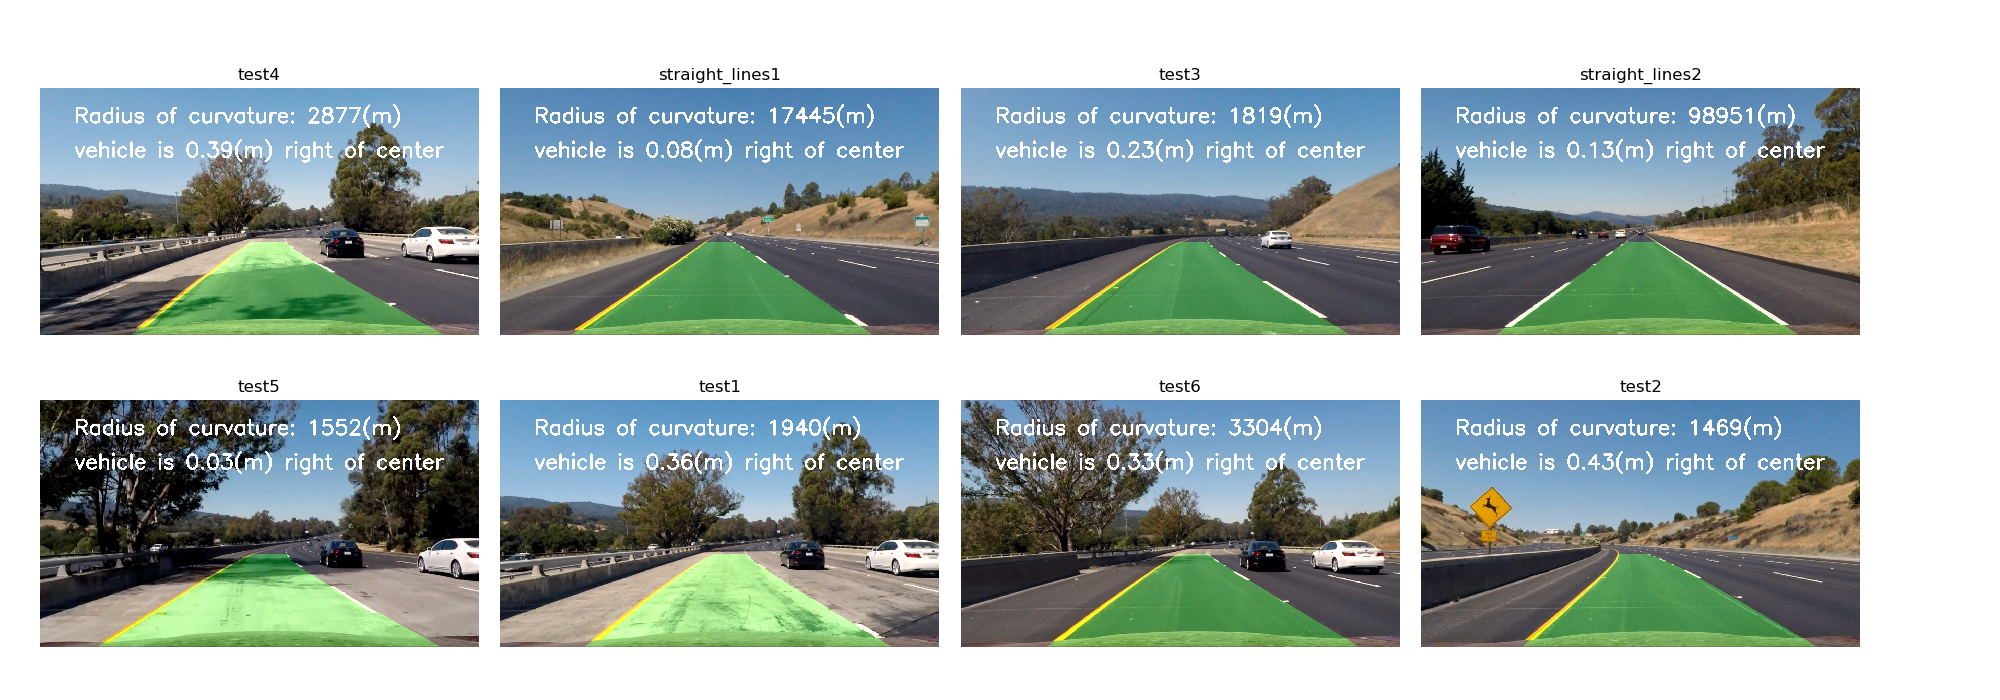 test4
Radius of curvature: 2877(m)
vehicle is 0.39(m) right of center
straight_lines1
Radius of curvature: 17445(m)
vehicle is 0.08(m) right of center
test3
Radius of curvature: 1819(m)
vehicle is 0.23(m) right of center
straight_lines2
Radius of curvature: 98951(m)
vehicle is 0.13(m) right of center
test5
Radius of curvature: 1552(m)
vehicle is 0.03(m) right of center
test1
Radius of curvature: 1940(m)
vehicle is 0.36(m) right of center
test6
Radius of curvature: 3304(m)
vehicle is 0.33(m) right of center
test2
Radius of curvature: 1469(m)
vehicle is 0.43(m) right of center